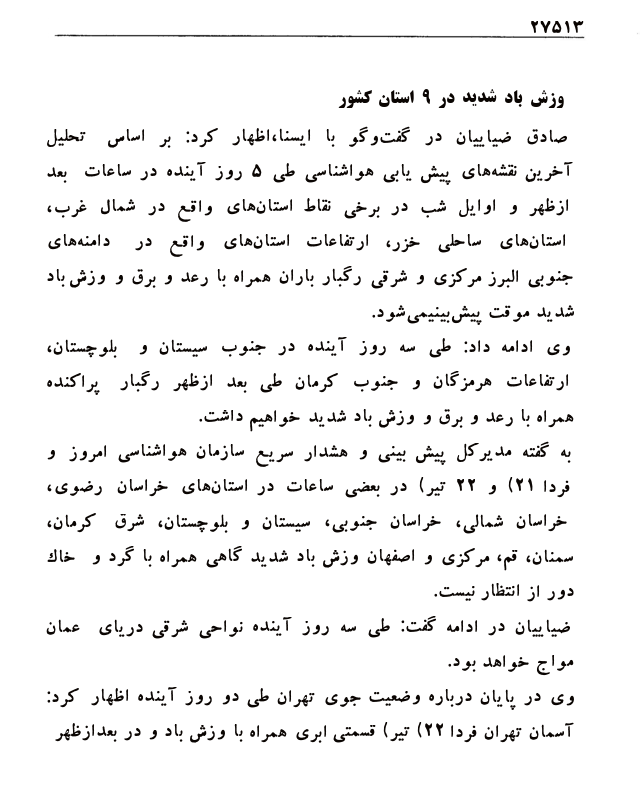 ۲۷۵۱۳
وزش باد شدید در ۹ استان کشور
صادق ضیاییان در گفت‌وگو با ایسنا،اظهار کرد: بر اساس تحلیل
آخرین نقشه‌های پیش یابی هواشناسی طی ۵ روز آینده در ساعات بعد
ازظهر و اوایل شب در برخی نقاط استان‌های واقع در شمال غرب،
استان‌های ساحلی خزر، ارتفاعات استان‌های واقع در دامنه‌های
جنوبی البرز مرکزی و شرقی رگبار باران همراه با رعد و برق و وزش باد
شدید موقت پیش‌بینیمی‌شود.
وی ادامه داد: طی سه روز آینده در جنوب سیستان و بلوچستان،
ارتفاعات هرمزگان و جنوب کرمان طی بعد ازظهر رگبار پراکنده
همراه با رعد و برق و وزش باد شدید خواهیم داشت.
به گفته مدیرکل پیش بینی و هشدار سریع سازمان هواشناسی امروز و
فردا ۲۱) و ۲۲ تیر) در بعضی ساعات در استان‌های خراسان رضوی،
خراسان شمالی، خراسان جنوبی، سیستان و بلوچستان، شرق کرمان،
سمنان، قم، مرکزی و اصفهان وزش باد شدید گاهی همراه با گرد و خاك
دور از انتظار نیست.
ضیاییان در ادامه گفت: طی سه روز آینده نواحی شرقی دریای عمان
مواج خواهد بود.
وی در پایان درباره وضعیت جوی تهران طی دو روز آینده اظهار کرد:
آسمان تهران فردا ۲۲) تیر) قسمتی ابری همراه با وزش باد و در بعدازظهر